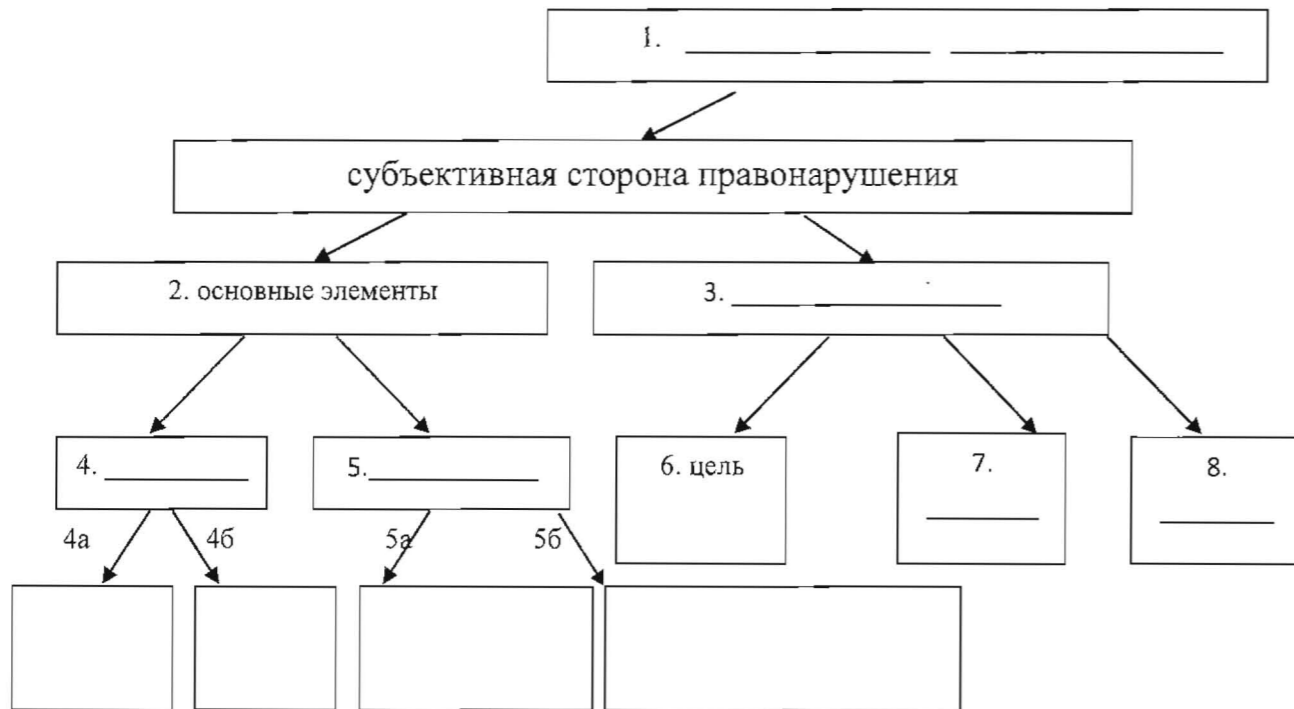 1.
субъективная сторона правонарушения
2. основные элементы
3.
4.
5.
6. цель
7.
8.
4а
4б
5а
5б